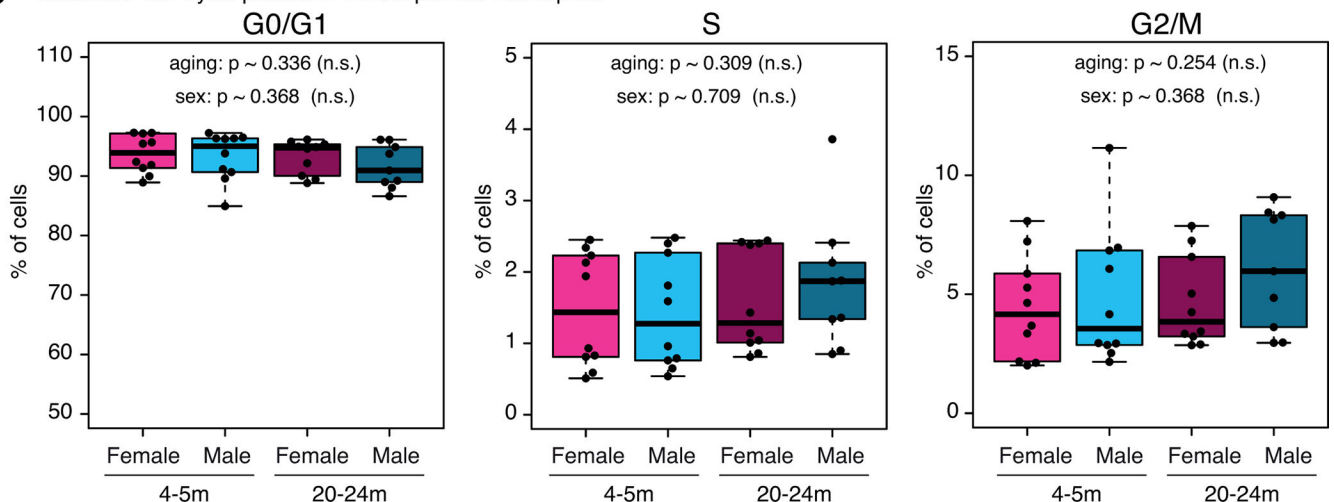 G0/G1
S
G2/M
aging: p ~ 0.336 (n.s.)
sex: p ~ 0.368 (n.s.)
aging: p ~ 0.309 (n.s.)
sex: p ~ 0.709 (n.s.)
aging: p ~ 0.254 (n.s.)
sex: p ~ 0.368 (n.s.)
% of cells
110
100
90
80
70
60
50
% of cells
5
4
3
2
1
0
% of cells
15
10
5
0
Female Male Female Male
4-5m 20-24m
Female Male Female Male
4-5m 20-24m
Female Male Female Male
4-5m 20-24m